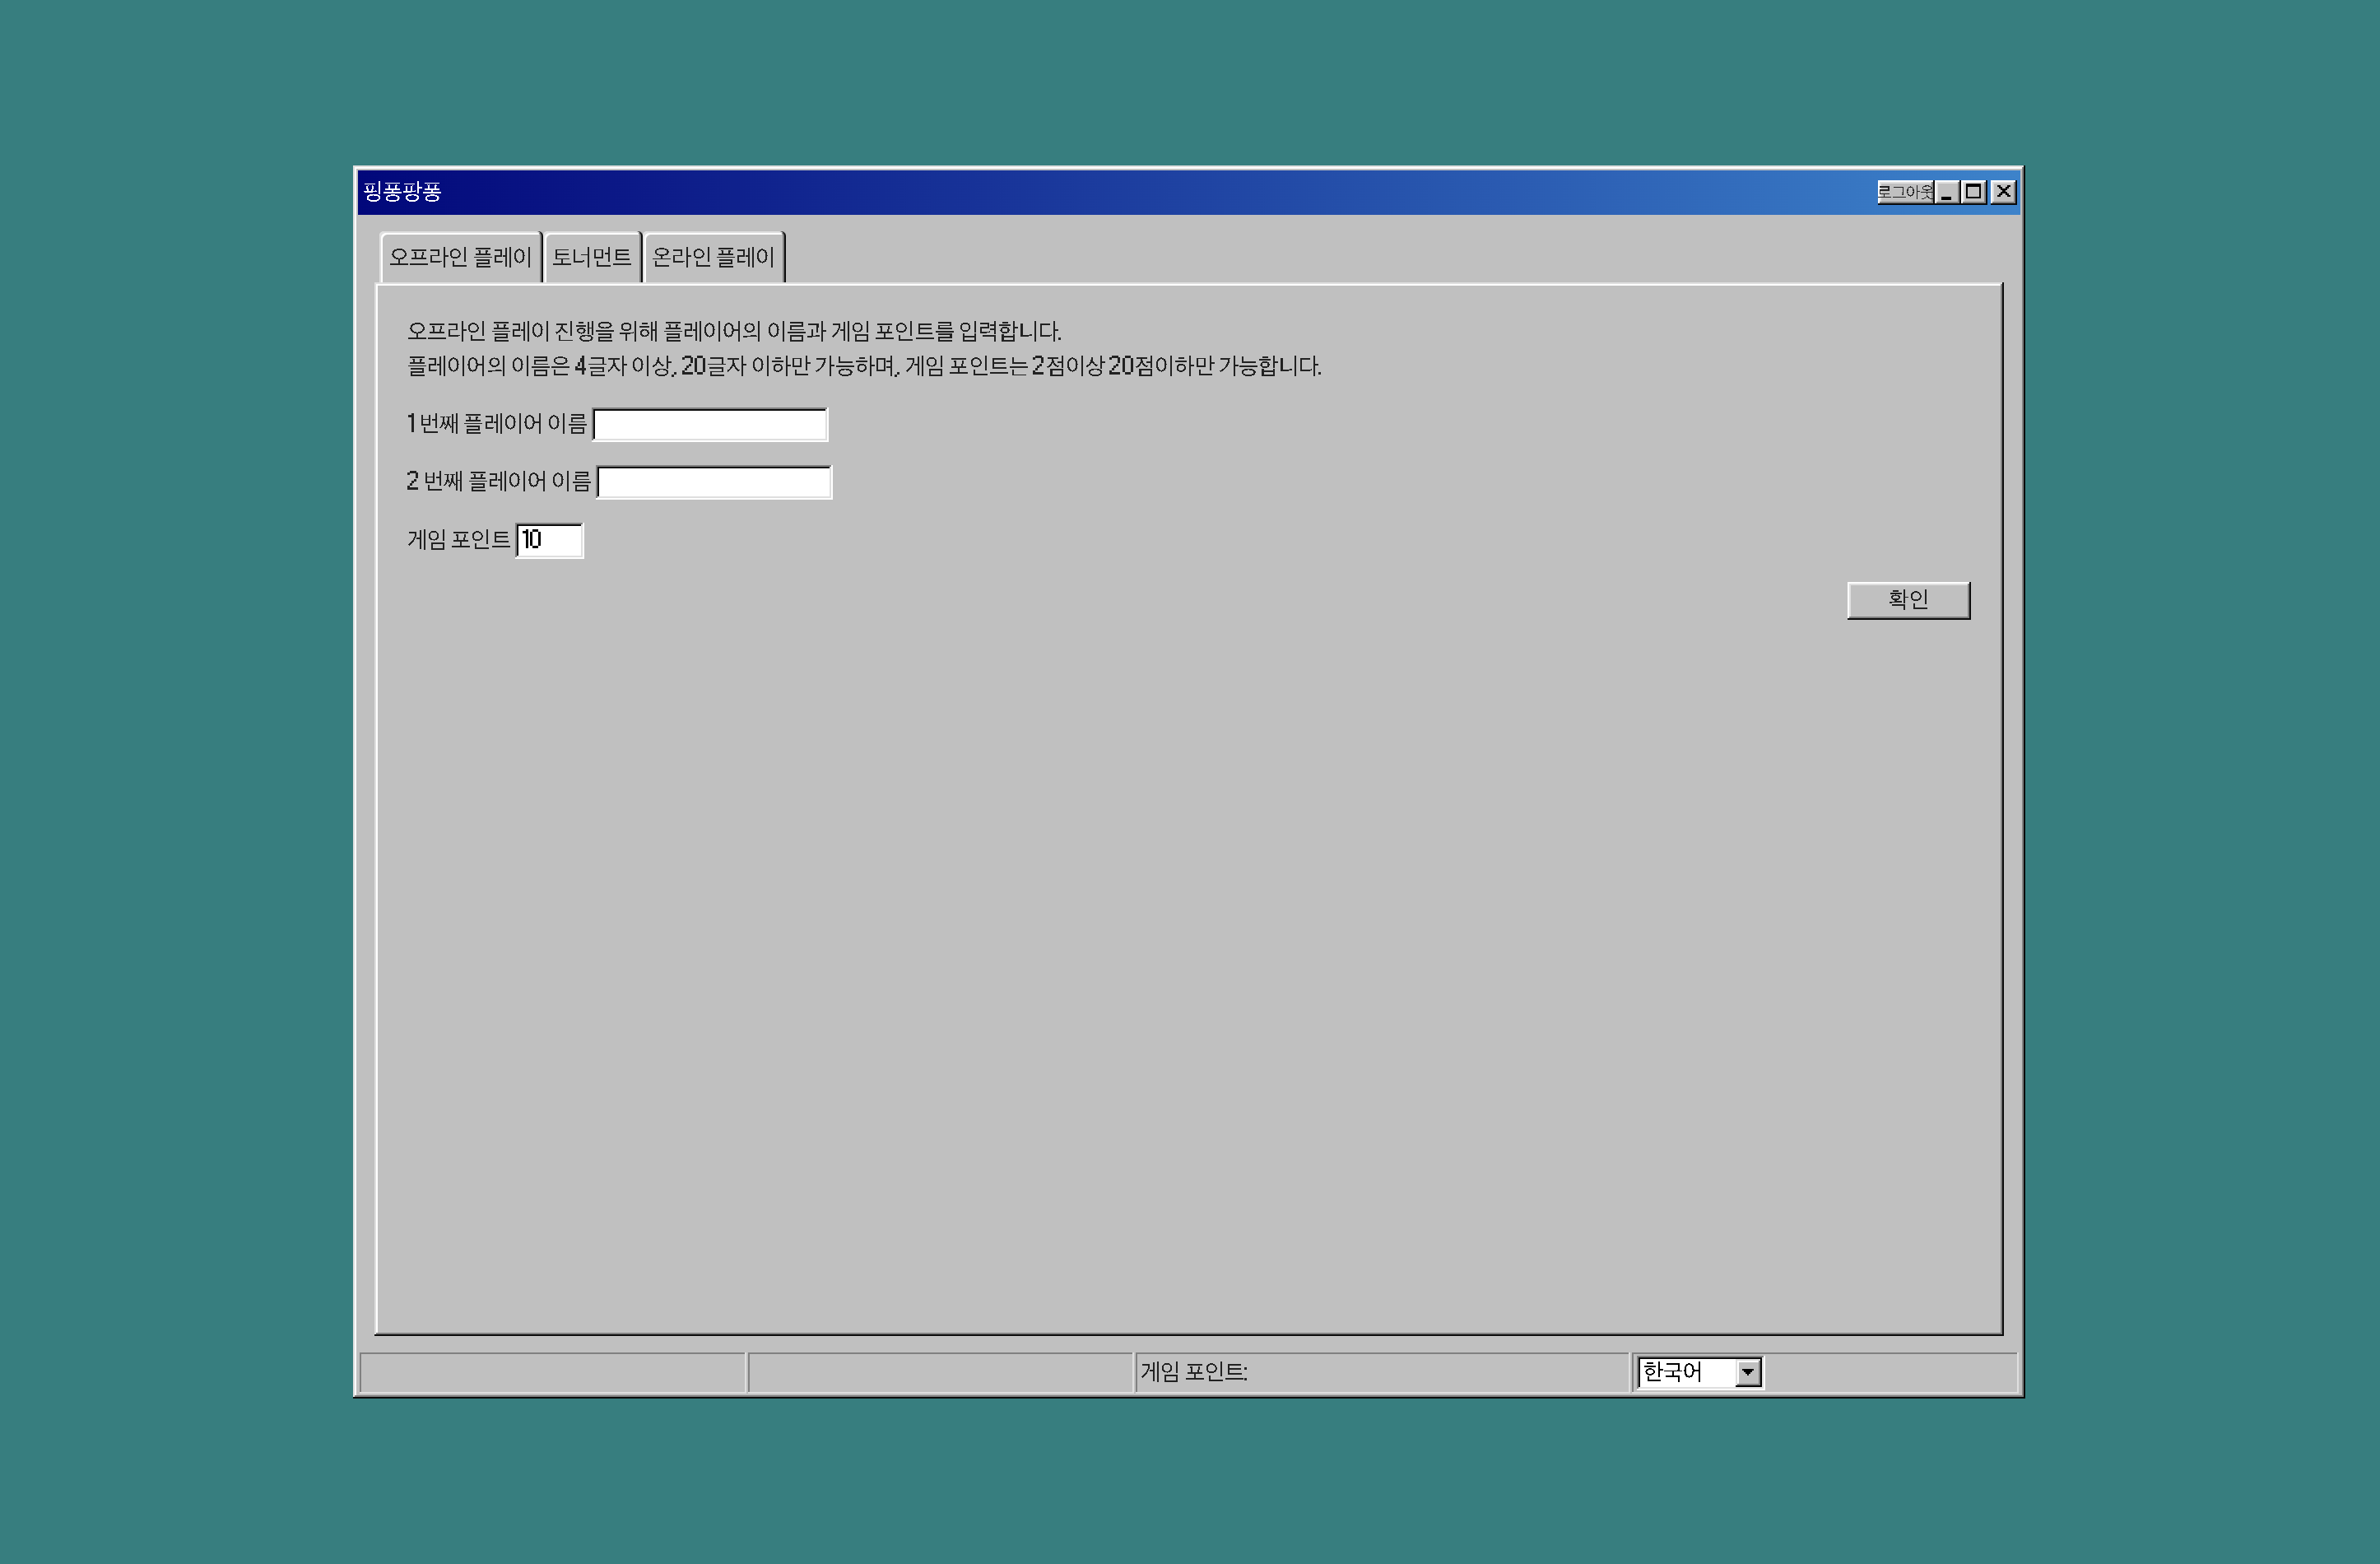 핑퐁팡퐁
로그아웃
오프라인 플레이 토너먼트 온라인 플레이
오프라인 플레이 진행을 위해 플레이어의 이름과 게임 포인트를 입력합니다.
플레이어의 이름은 4글자 이상, 20글자 이하만 가능하며, 게임 포인트는 2점이상 20점이하만 가능합니다.
1 번째 플레이어 이름
2 번째 플레이어 이름
게임 포인트 10
확인
게임 포인트: 한국어